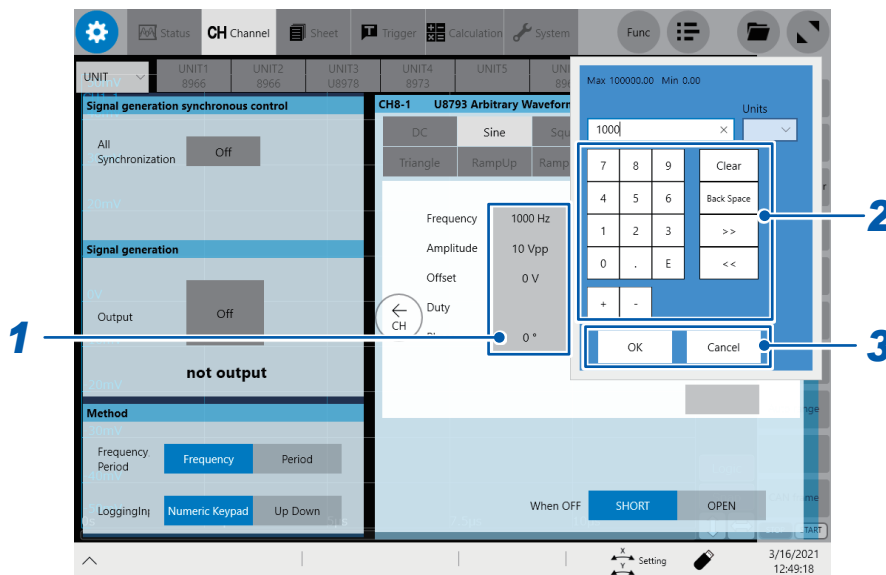 Status CH Channel Sheet Trigger Calculation System Func
UNIT UNIT1 UNIT2 UNIT3 UNIT4 UNIT5
8966 8966 U8978 8973
Signal generation synchronous control
All
Synchronization
Off
Signal generation
Output
Off
not output
Method
Frequency.
Period
Frequency Period
Numeric Keypad Up Down
CH8-1 U8793 Arbitrary
DC Sine
Triangle RampUp Ramp
Frequency 1000 Hz
Amplitude 10 Vpp
Offset 0 V
Duty
0 °
CH
When OFF SHORT OPEN
Max 100000.00 Min 0.00
Units
1000 ×
7 8 9 Clear
4 5 6 Back Space
1 2 3 >>
0 . E <<
+ -
OK Cancel
1
2
3
X
Y
Setting
START
3/16/2021
12:49:18